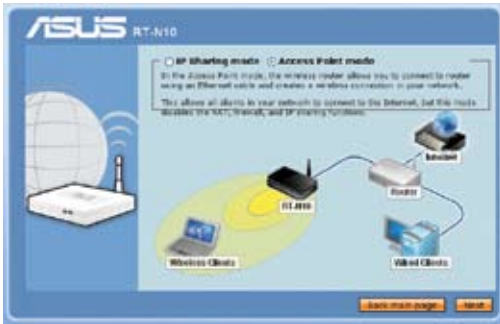 ASUS RT-N10
IP Sharing mode Access Point mode
In the Access Point mode, the wireless router allows you to connect to router
using an Ethernet cable and creates a wireless connection in your network.
This allows all clients in your network to connect to the Internet, but this mode
disables the NAT, firewall, and IP sharing functions.
Internet
Router
RT-N10
Wireless Clients
Wired Clients
Back main page Next